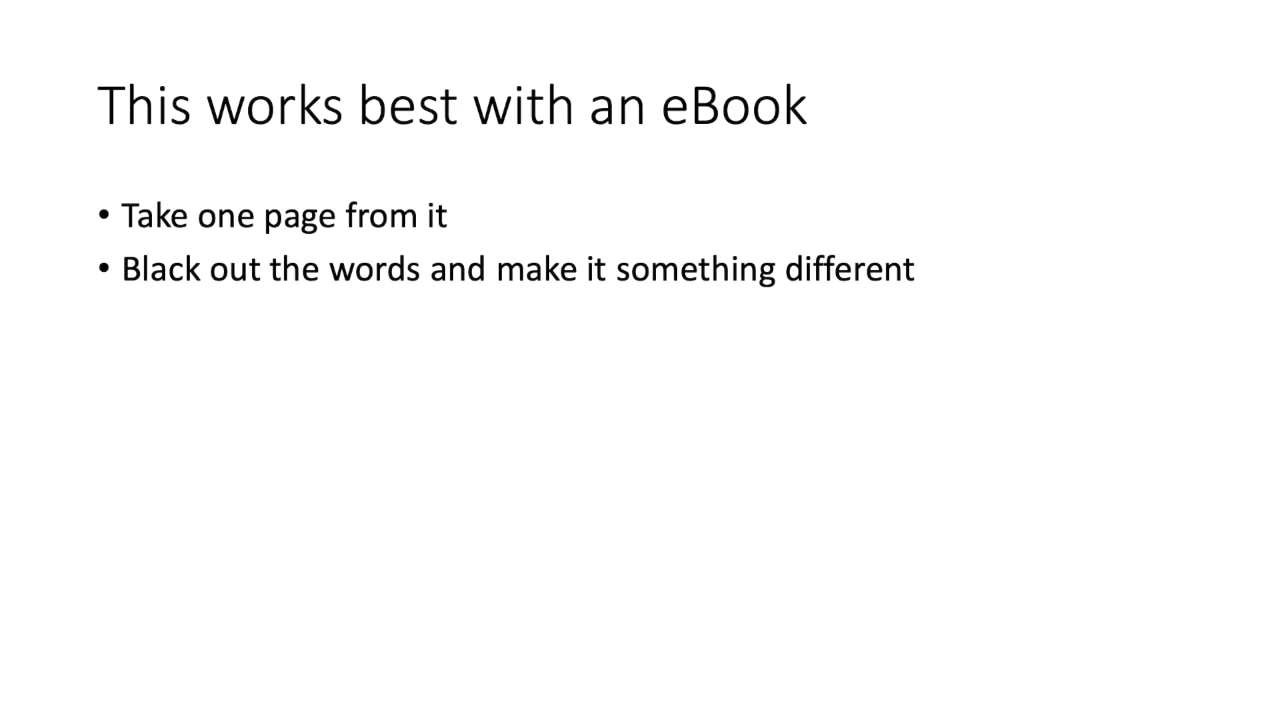 This works best with an eBook
• Take one page from it
• Black out the words and make it something different